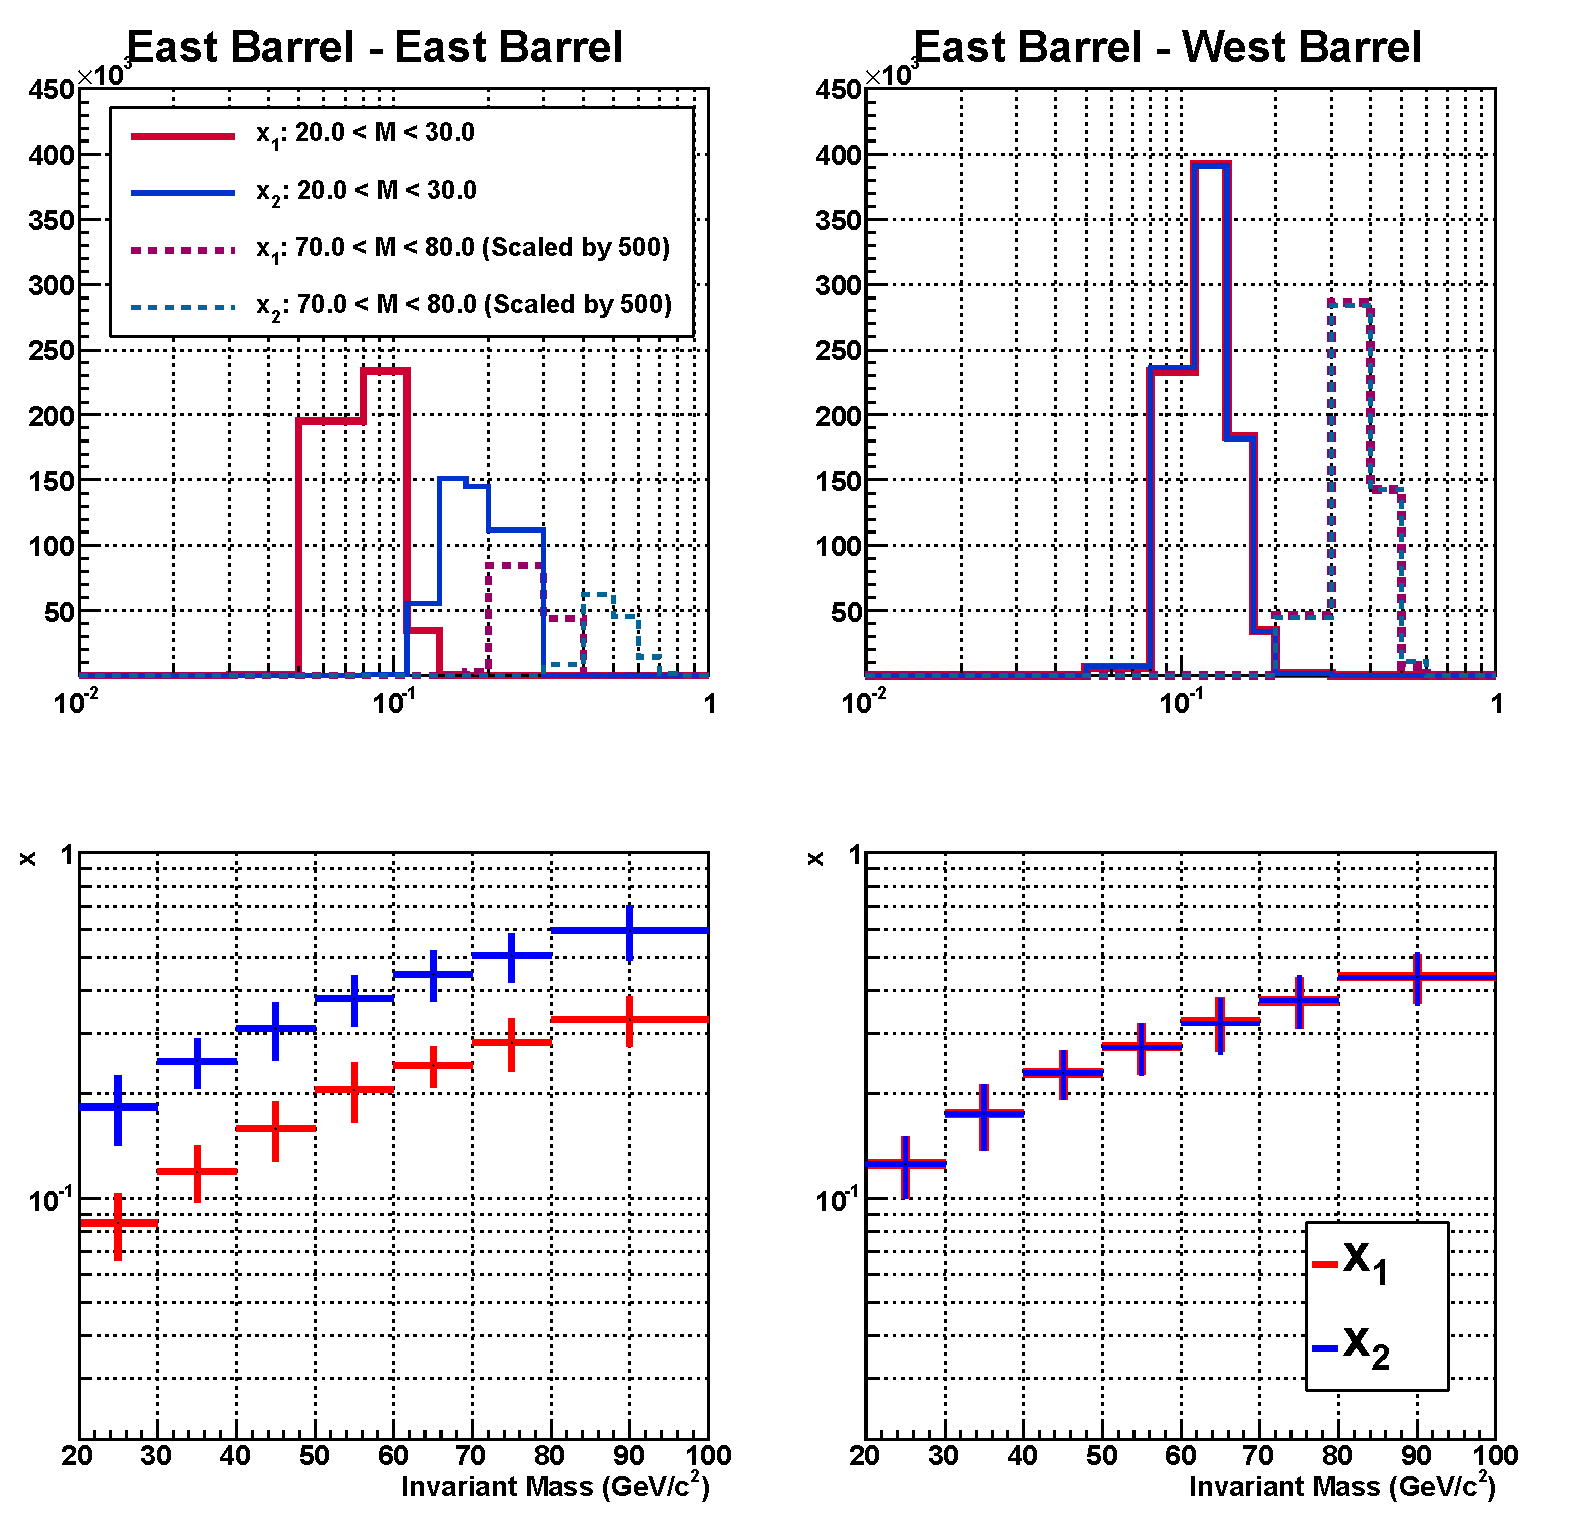 East Barrel - East Barrel
×10³
450
400
350
300
250
200
150
100
50
10⁻²
10⁻¹
1
x₁: 20.0 < M < 30.0
x₂: 20.0 < M < 30.0
x₁: 70.0 < M < 80.0 (Scaled by 500)
x₂: 70.0 < M < 80.0 (Scaled by 500)
East Barrel - West Barrel
×10³
450
400
350
300
250
200
150
100
50
10⁻²
10⁻¹
1
x
1
10⁻¹
20 30 40 50 60 70 80 90 100
Invariant Mass (GeV/c²)
x
1
10⁻¹
x₁
x₂
20 30 40 50 60 70 80 90 100
Invariant Mass (GeV/c²)